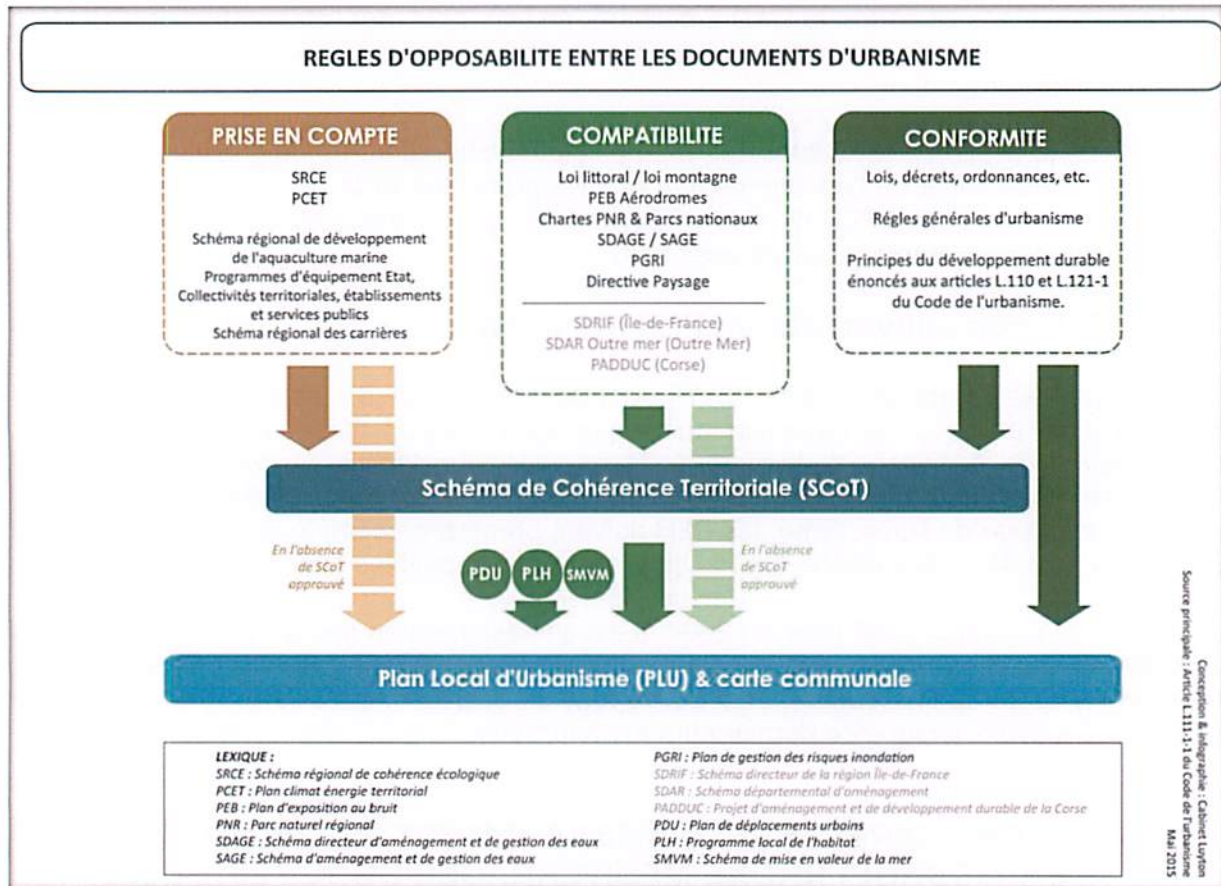 REGLES D'OPPOSABILITE ENTRE LES DOCUMENTS D'URBANISME
PRISE EN COMPTE
SRCE
PCET
Schéma régional de développement
de l'aquaculture marine
Programmes d'équipement Etat,
Collectivités territoriales, établissements
et services publics
Schéma régional des carrières
COMPATIBILITE
Loi littoral / loi montagne
PEB Aérodromes
Chartes PNR & Parcs nationaux
SDAGE / SAGE
PGRI
Directive Paysage
SDRIF (Île-de-France)
SDAR Outre mer (Outre Mer)
PADDUC (Corse)
CONFORMITE
Lois, décrets, ordonnances, etc.
Régles générales d'urbanisme
Principes du développement durable
énoncés aux articles L.110 et L.121-1
du Code de l'urbanisme.
Schéma de Cohérence Territoriale (SCoT)
En l'absence
de SCoT
approuvé
PDU
PLH
SMVM
En l'absence
de SCoT
approuvé
Plan Local d'Urbanisme (PLU) & carte communale
LEXIQUE :
SRCE : Schéma régional de cohérence écologique
PCET : Plan climat énergie territorial
PEB : Plan d'exposition au bruit
PNR : Parc naturel régional
SDAGE : Schéma directeur d'aménagement et de gestion des eaux
SAGE : Schéma d'aménagement et de gestion des eaux
PGRI : Plan de gestion des risques inondation
SDRIF : Schéma directeur de la région Île-de-France
SDAR : Schéma départemental d'aménagement
PADDUC : Projet d'aménagement et de développement durable de la Corse
PDU : Plan de déplacements urbains
PLH : Programme local de l'habitat
SMVM : Schéma de mise en valeur de la mer
Conception & infographie : Cabinet Luyton
Source principale : Article L.111-1-1 du Code de l'urbanisme
Mai 2015